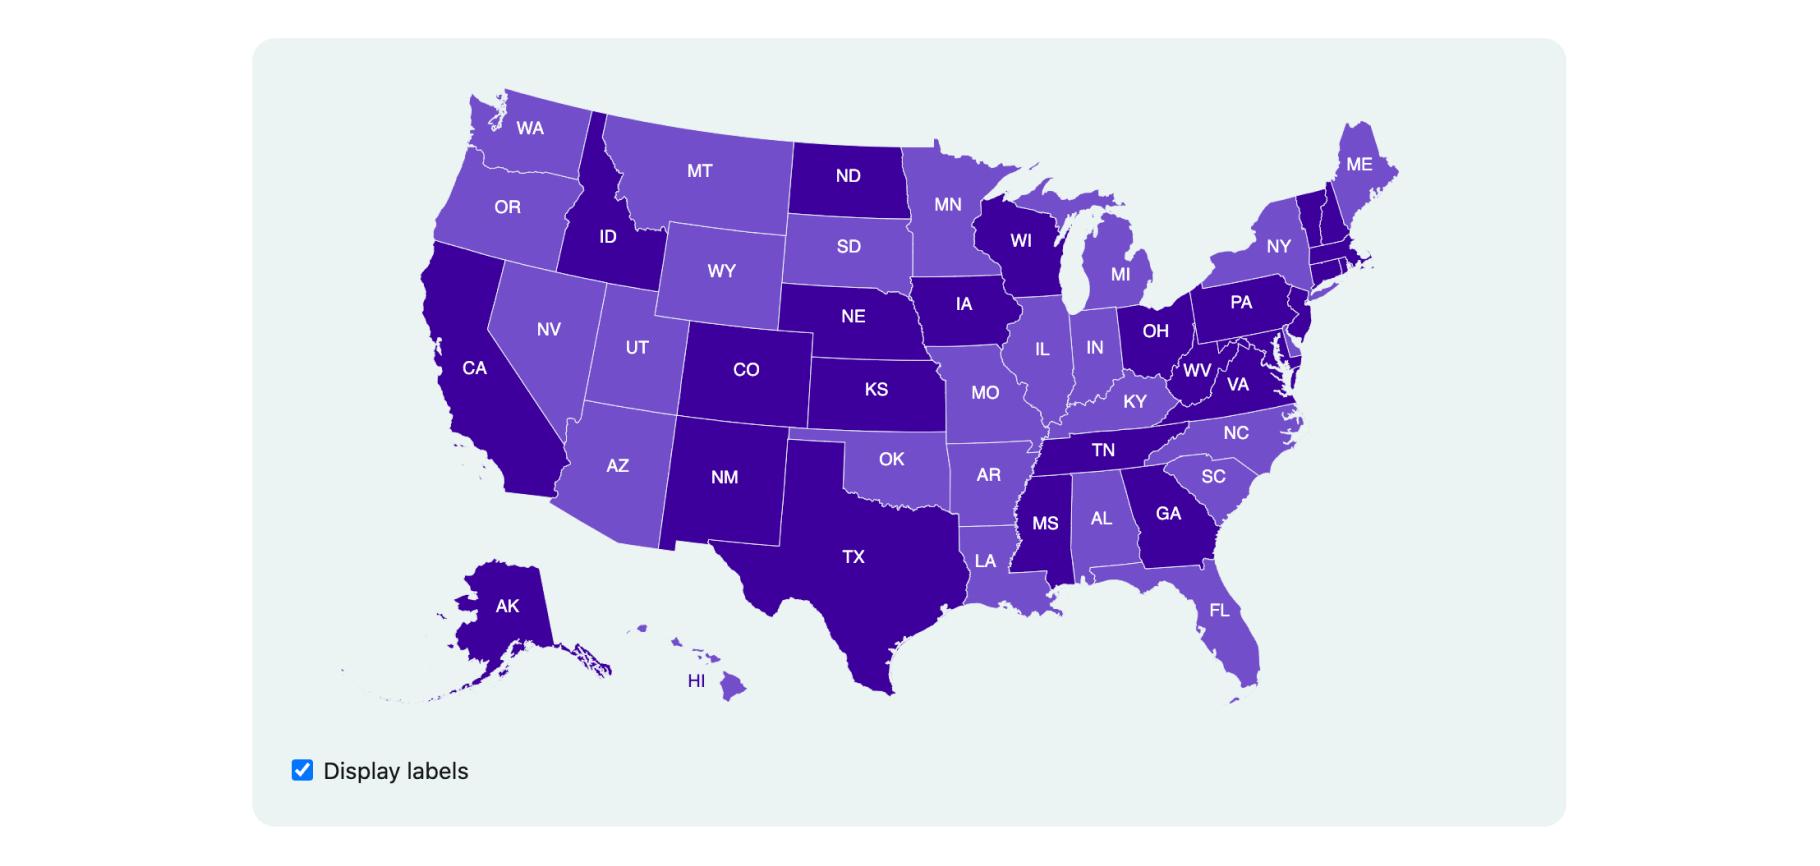 WA
MT
ND
MN
ME
OR
ID
SD
WI
NY
WY
MI
NE
IA
PA
NV
UT
IL
IN
OH
CA
CO
KS
MO
KY
WV
VA
AZ
NM
OK
AR
TN
NC
SC
TX
LA
MS
AL
GA
AK
FL
HI
Display labels